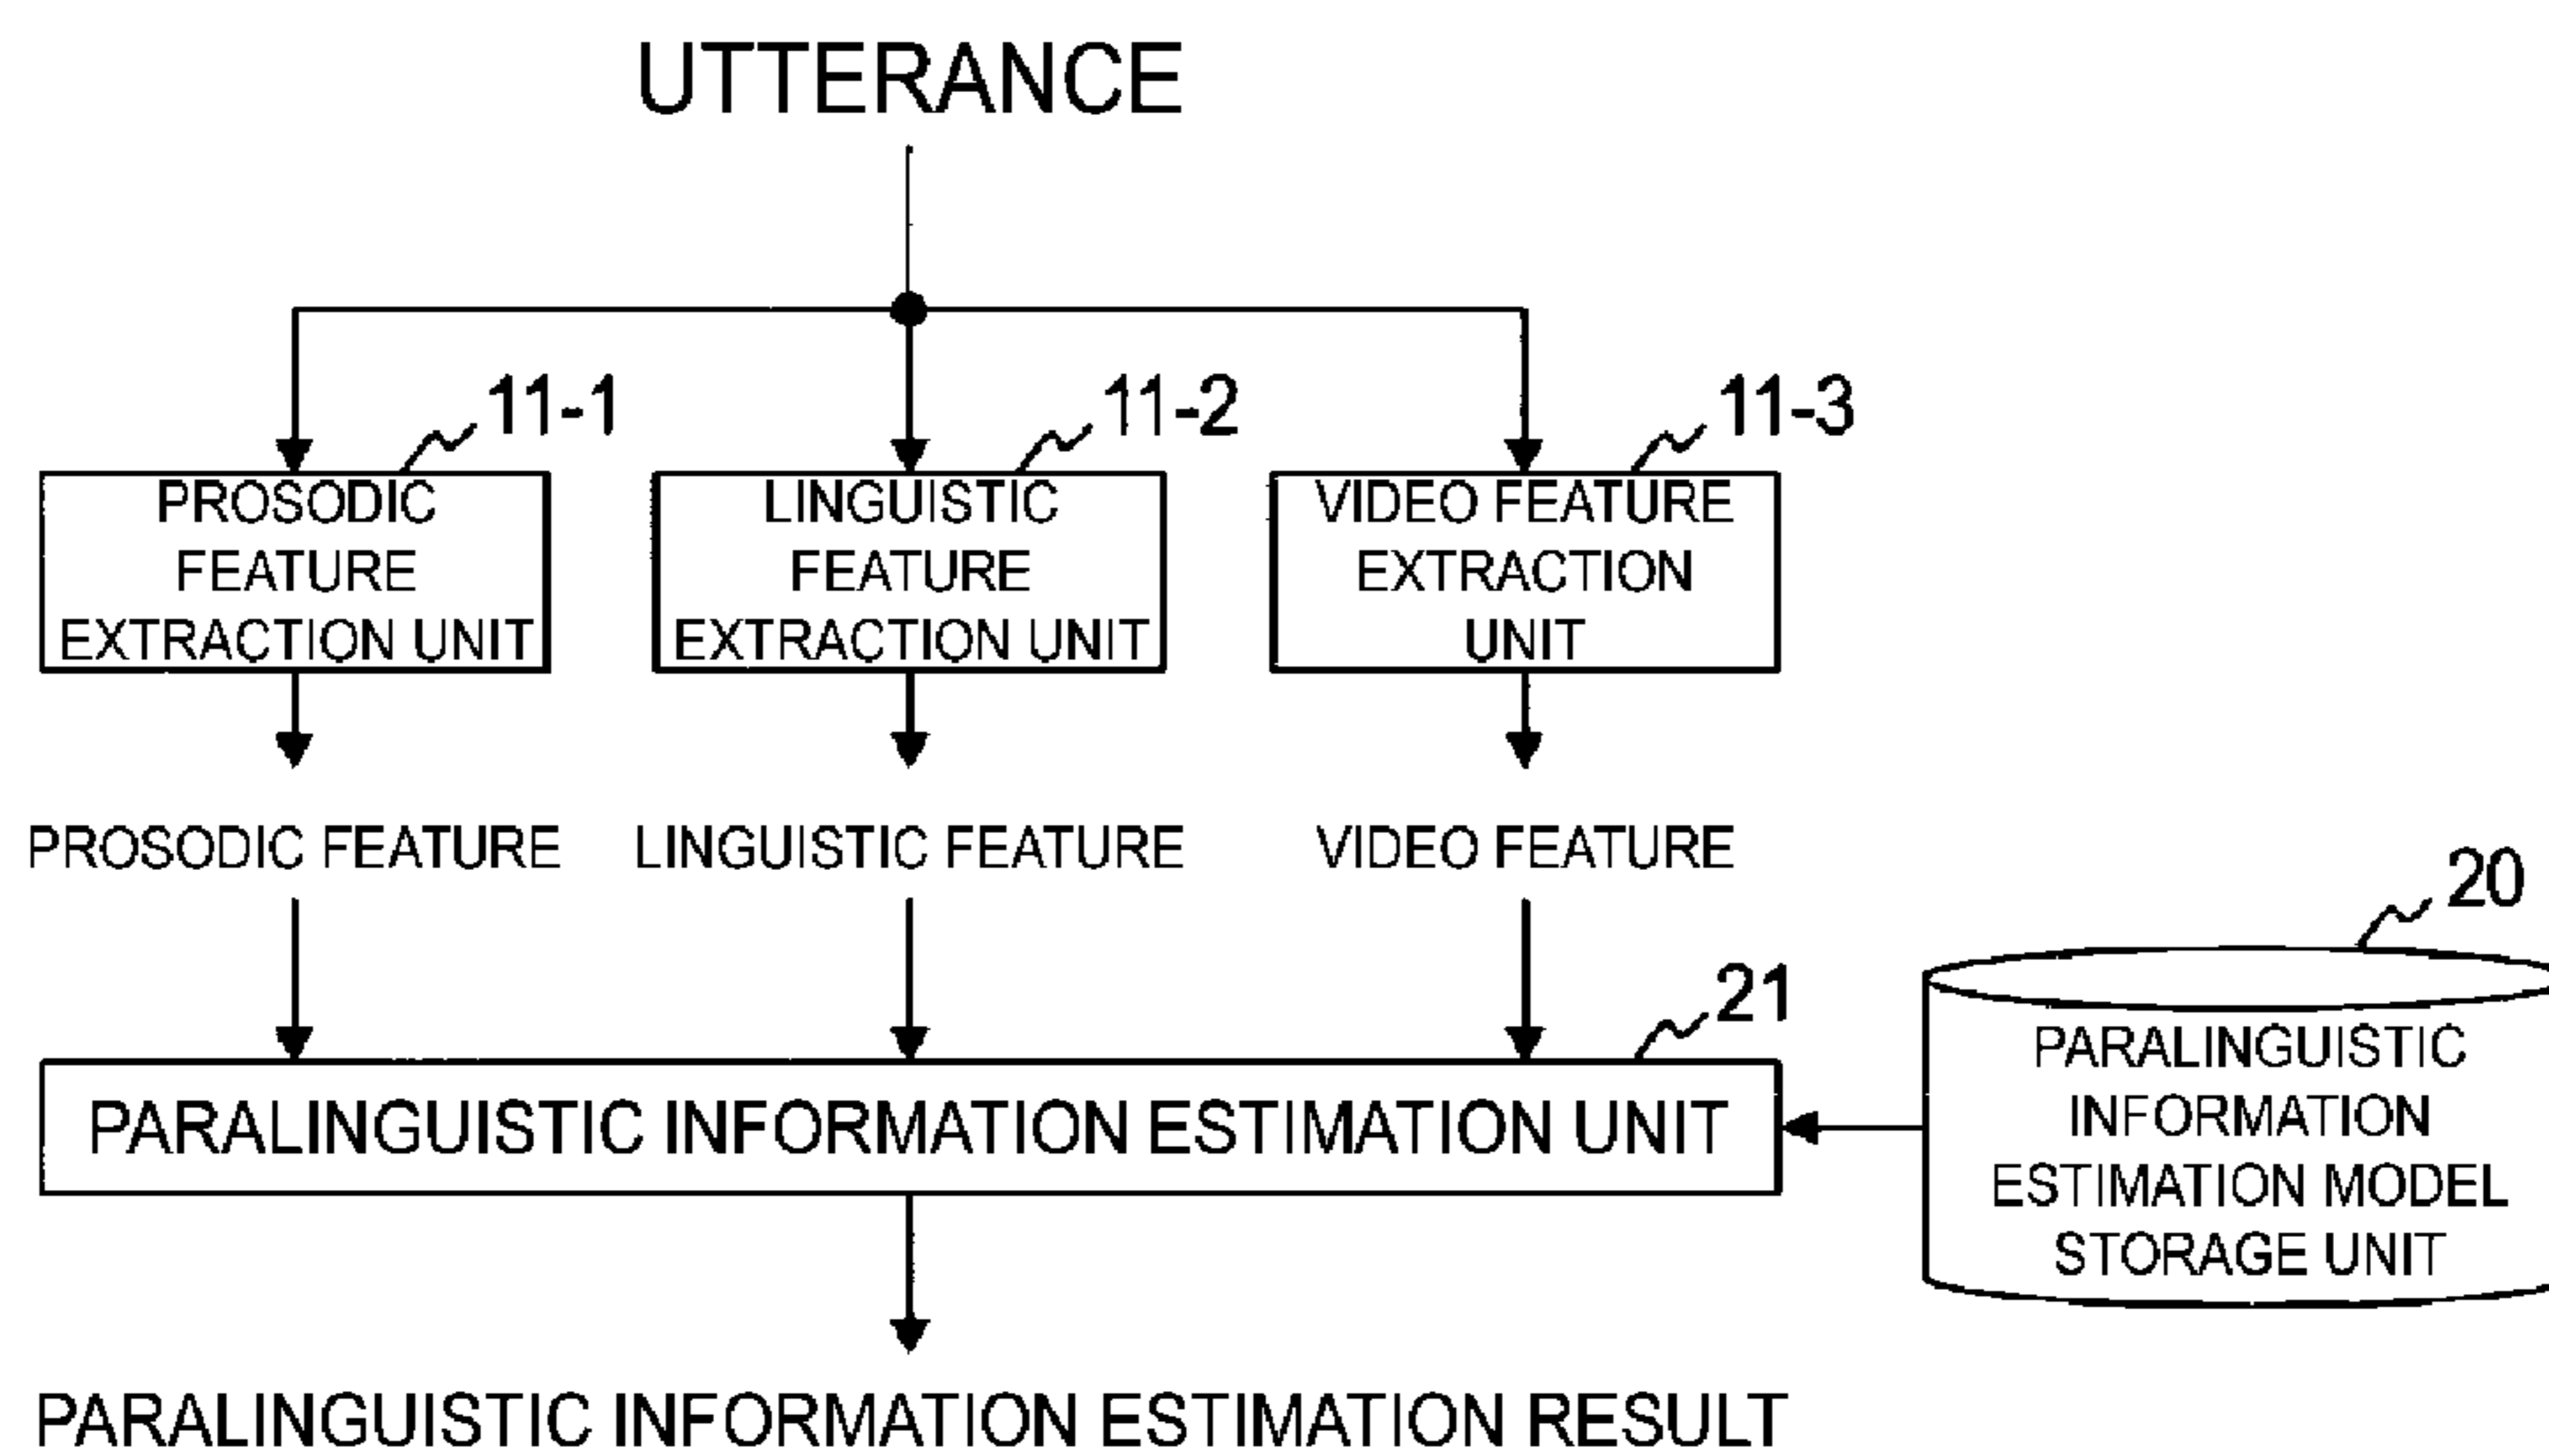 UTTERANCE
11-1
11-2
11-3
PROSODIC
FEATURE
EXTRACTION UNIT
LINGUISTIC
FEATURE
EXTRACTION UNIT
VIDEO FEATURE
EXTRACTION
UNIT
PROSODIC FEATURE
LINGUISTIC FEATURE
VIDEO FEATURE
20
21
PARALINGUISTIC INFORMATION ESTIMATION UNIT
PARALINGUISTIC
INFORMATION
ESTIMATION MODEL
STORAGE UNIT
PARALINGUISTIC INFORMATION ESTIMATION RESULT